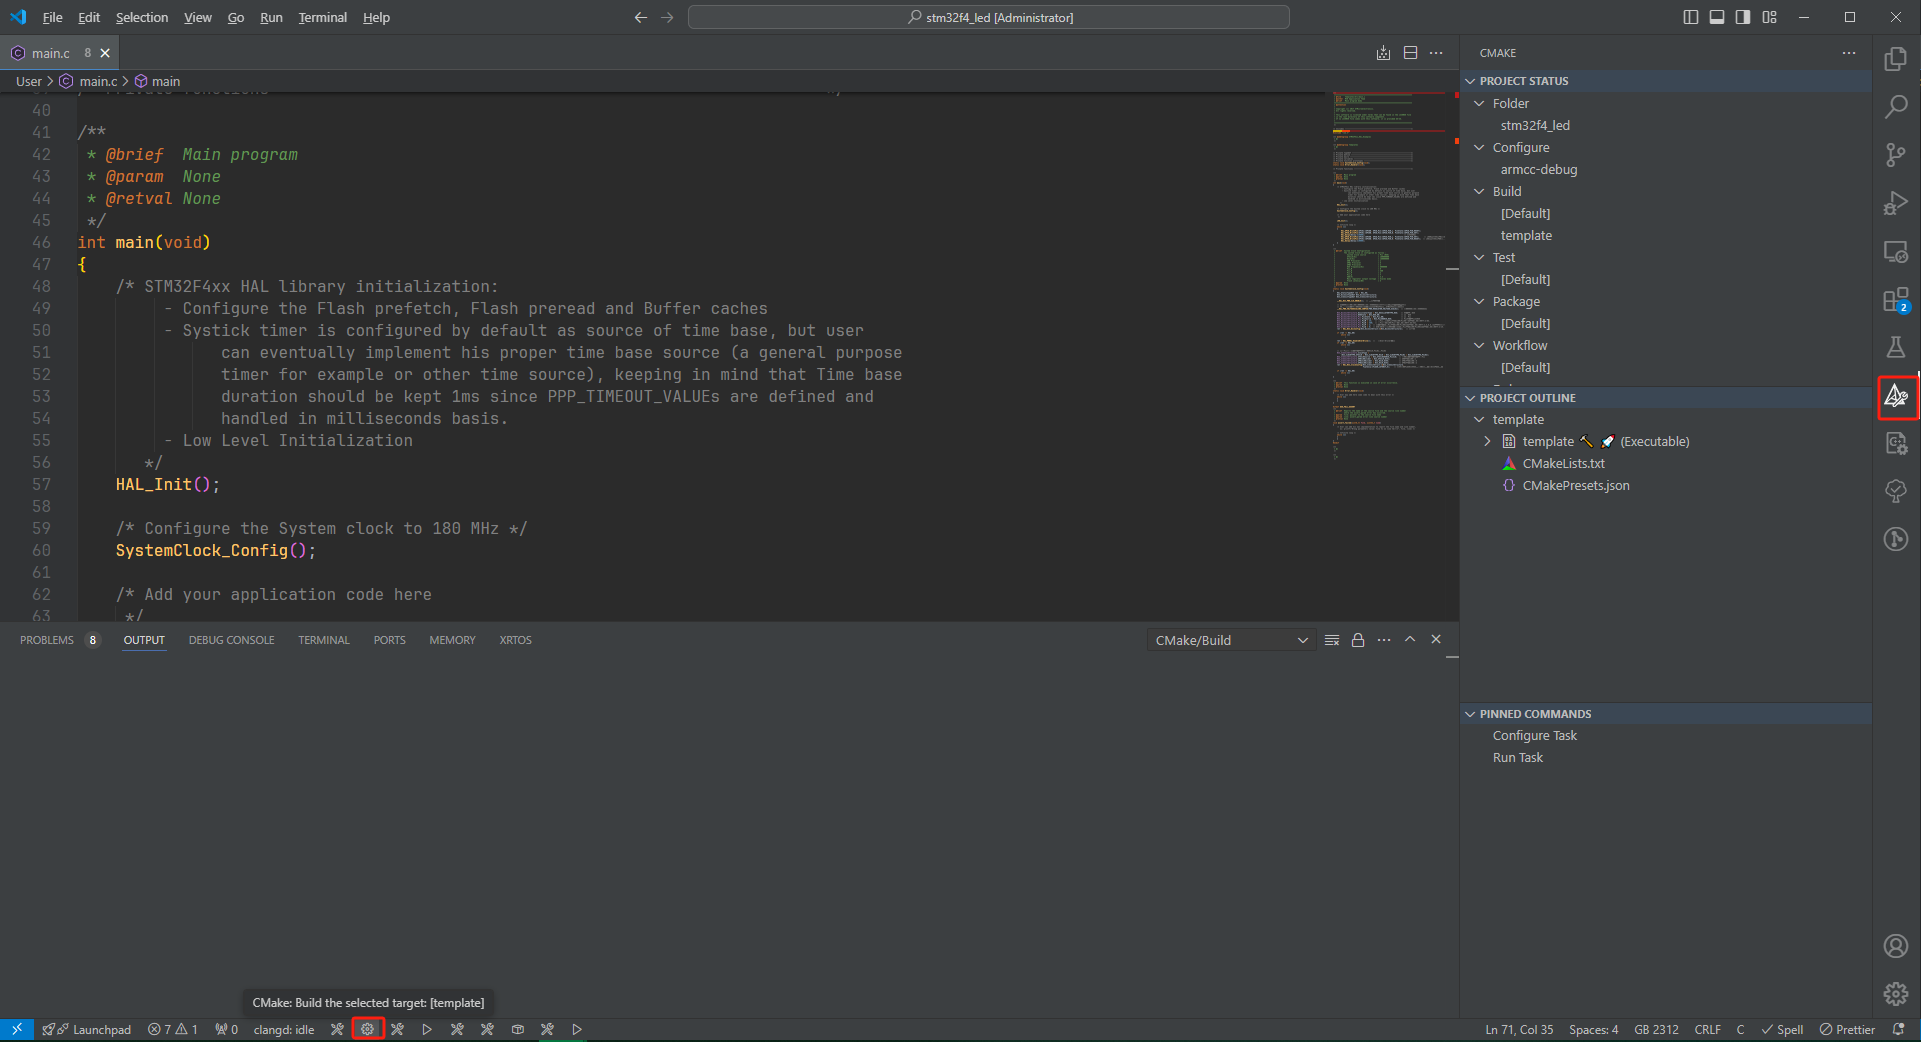 File Edit Selection View Go Run Terminal Help
stm32f4_led [Administrator]
main.c 8
User > main.c > main
40
41 /**
42 * @brief Main program
43 * @param None
44 * @retval None
45 */
46 int main(void)
47 {
48 /* STM32F4xx HAL library initialization:
49 - Configure the Flash prefetch, Flash preread and Buffer caches
50 - Systick timer is configured by default as source of time base, but user
51 can eventually implement his proper time base source (a general purpose
52 timer for example or other time source), keeping in mind that Time base
53 duration should be kept 1ms since PPP_TIMEOUT_VALUEs are defined and
54 handled in milliseconds basis.
55 - Low Level Initialization
56 */
57 HAL_Init();
58
59 /* Configure the System clock to 180 MHz */
60 SystemClock_Config();
61
62 /* Add your application code here
63 */
PROBLEMS 8 OUTPUT DEBUG CONSOLE TERMINAL PORTS MEMORY XRTOS
CMake/Build
CMAKE
PROJECT STATUS
Folder
stm32f4_led
Configure
armcc-debug
Build
[Default]
template
Test
[Default]
Package
[Default]
Workflow
[Default]
PROJECT OUTLINE
template
template (Executable)
CMakeLists.txt
CMakePresets.json
PINNED COMMANDS
Configure Task
Run Task
2
CMake: Build the selected target: [template]
Launchpad 7 1 0 clangd: idle
Ln 71, Col 35 Spaces: 4 GB 2312 CRLF C Spell Prettier